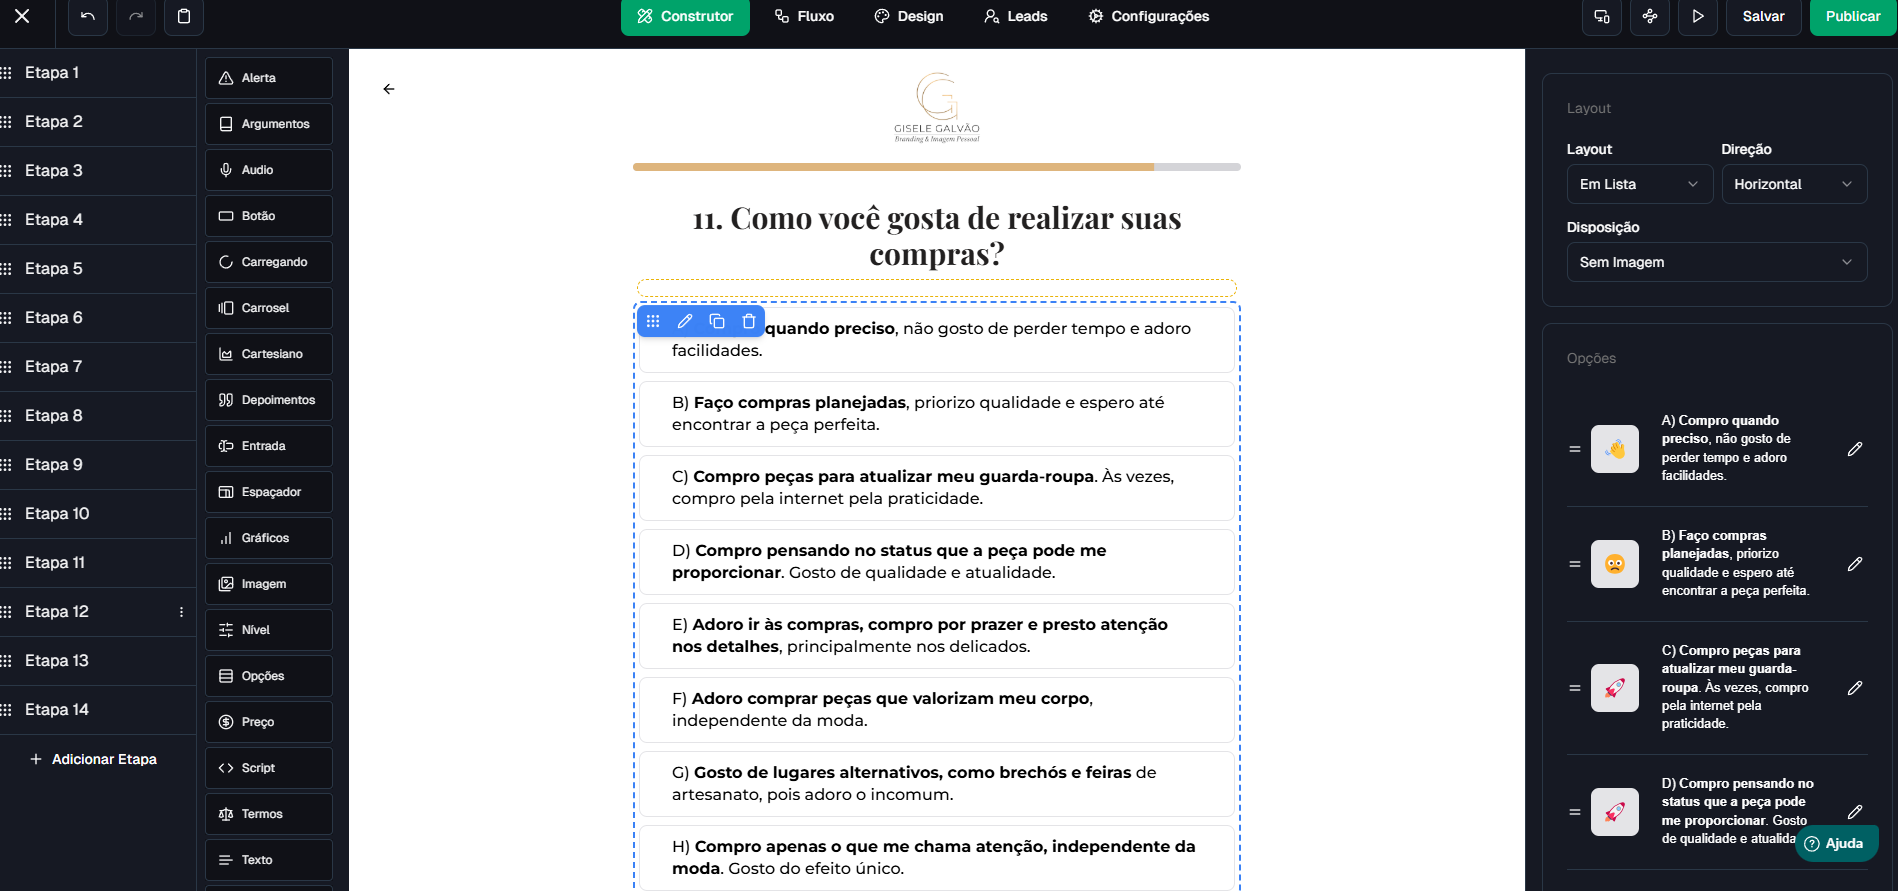 Construtor
Fluxo
Design
Leads
Configurações
Salvar
Publicar
Etapa 1
Etapa 2
Etapa 3
Etapa 4
Etapa 5
Etapa 6
Etapa 7
Etapa 8
Etapa 9
Etapa 10
Etapa 11
Etapa 12
Etapa 13
Etapa 14
+ Adicionar Etapa
Alerta
Argumentos
Audio
Botão
Carregando
Carrosel
Cartesiano
Depoimentos
Entrada
Espaçador
Gráficos
Imagem
Nível
Opções
Preço
Script
Termos
Texto
GISELE GALVÃO
Branding & Imagem Pessoal
11. Como você gosta de realizar suas
compras?
quando preciso, não gosto de perder tempo e adoro
facilidades.
B) Faço compras planejadas, priorizo qualidade e espero até
encontrar a peça perfeita.
C) Compro peças para atualizar meu guarda-roupa. Às vezes,
compro pela internet pela praticidade.
D) Compro pensando no status que a peça pode me
proporcionar. Gosto de qualidade e atualidade.
E) Adoro ir às compras, compro por prazer e presto atenção
nos detalhes, principalmente nos delicados.
F) Adoro comprar peças que valorizam meu corpo,
independente da moda.
G) Gosto de lugares alternativos, como brechós e feiras de
artesanato, pois adoro o incomum.
H) Compro apenas o que me chama atenção, independente da
moda. Gosto do efeito único.
Layout
Layout
Direção
Em Lista
Horizontal
Disposição
Sem Imagem
Opções
A) Compro quando
preciso, não gosto de
perder tempo e adoro
facilidades.
B) Faço compras
planejadas, priorizo
qualidade e espero até
encontrar a peça perfeita.
C) Compro peças para
atualizar meu guarda-
roupa. Às vezes, compro
pela internet pela
praticidade.
D) Compro pensando no
status que a peça pode
me proporcionar. Gosto
de qualidade e atualida
Ajuda